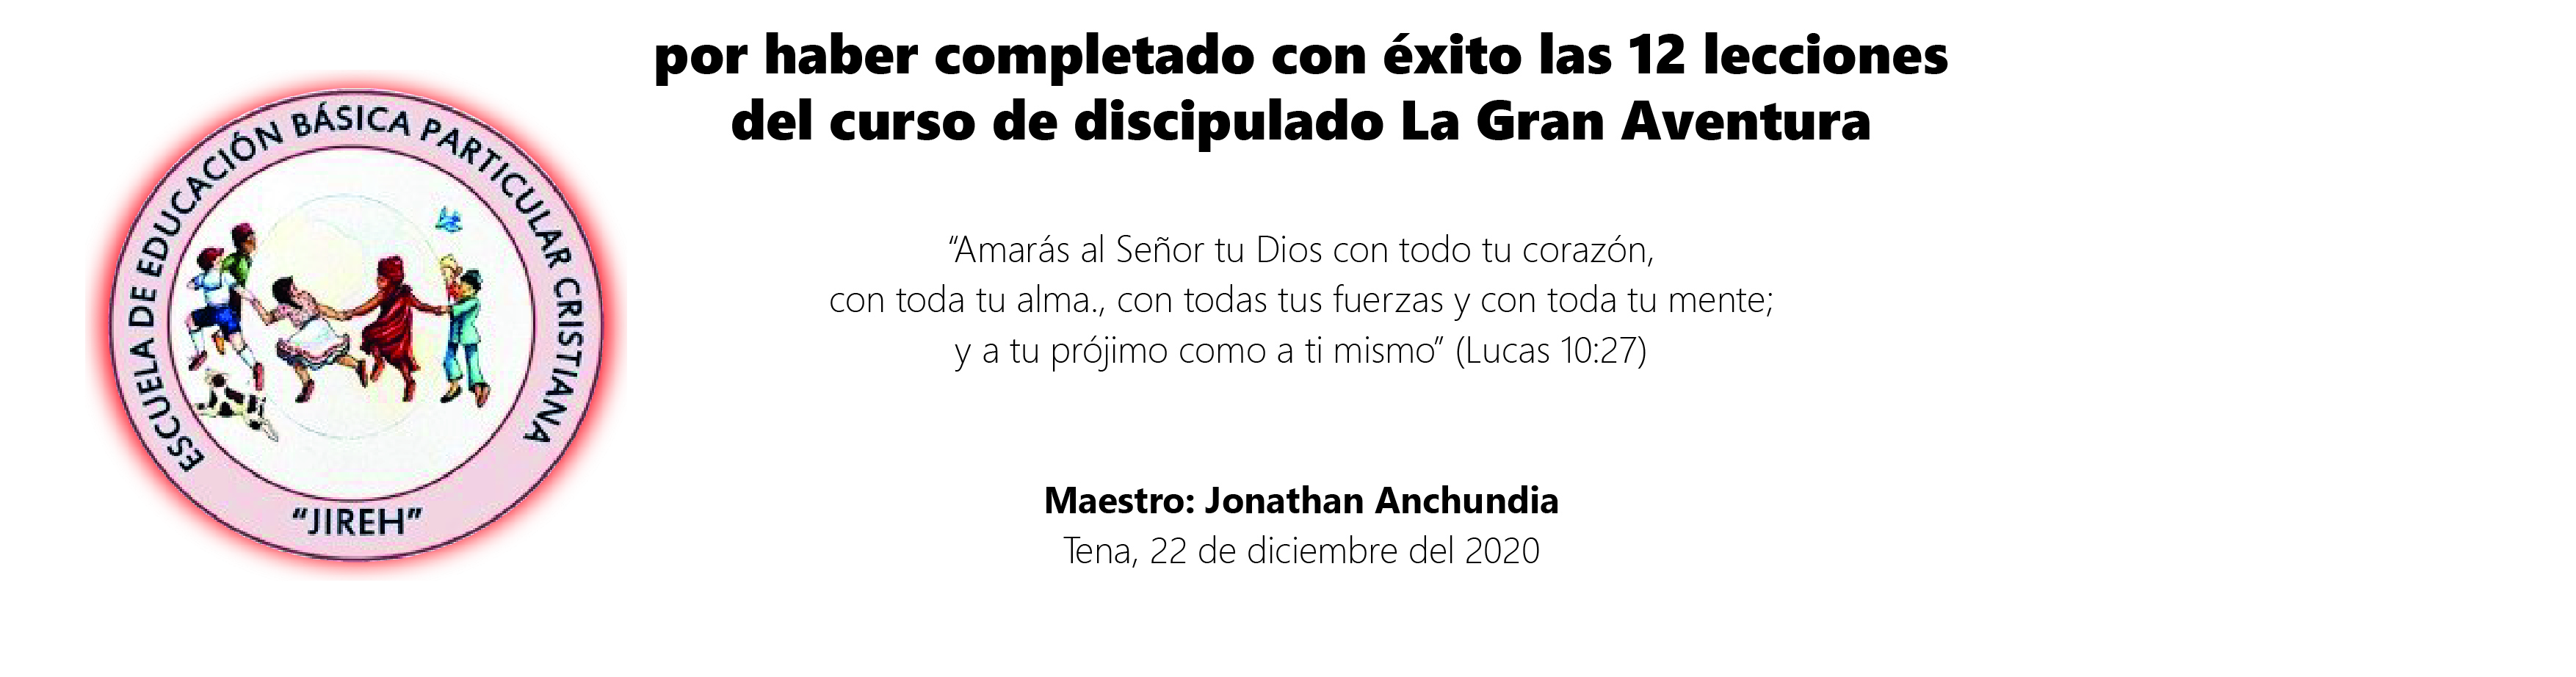 por haber completado con éxito las 12 lecciones
del curso de discipulado La Gran Aventura
ESCUELA DE EDUCACIÓN BÁSICA PARTICULAR CRISTIANA
“JIREH”
“Amarás al Señor tu Dios con todo tu corazón,
con toda tu alma., con todas tus fuerzas y con toda tu mente;
y a tu prójimo como a ti mismo” (Lucas 10:27)
Maestro: Jonathan Anchundia
Tena, 22 de diciembre del 2020